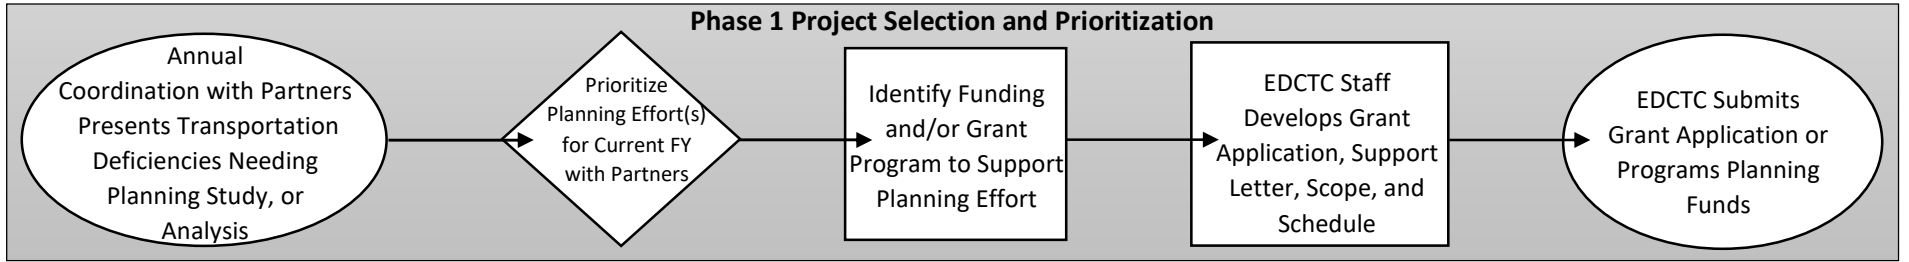 Phase 1 Project Selection and Prioritization
Annual
Coordination with Partners
Presents Transportation
Deficiencies Needing
Planning Study, or
Analysis
Prioritize
Planning Effort(s)
for Current FY
with Partners
Identify Funding
and/or Grant
Program to Support
Planning Effort
EDCTC Staff
Develops Grant
Application, Support
Letter, Scope, and
Schedule
EDCTC Submits
Grant Application or
Programs Planning
Funds